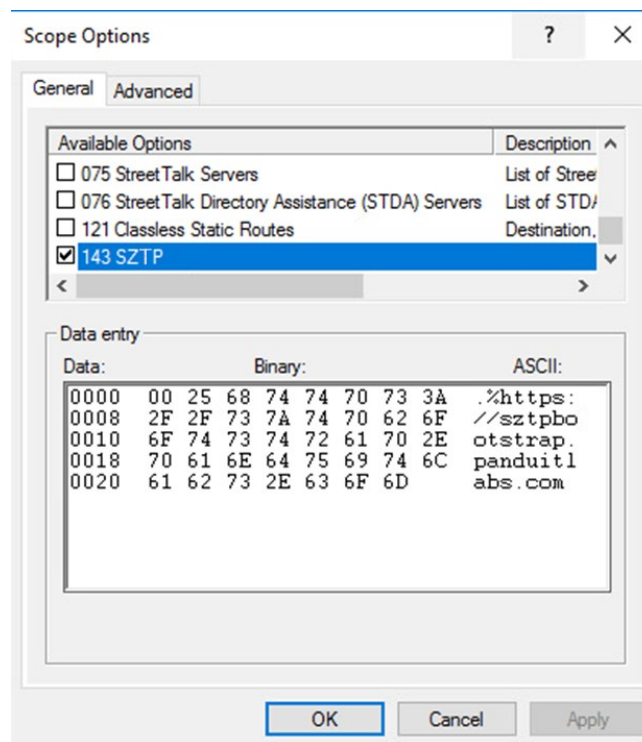 Scope Options ? ×
General Advanced
Available Options Description
075 StreetTalk Servers List of Stree
076 StreetTalk Directory Assistance (STDA) Servers List of STDA
121 Classless Static Routes Destination,
143 SZTP
Data entry
Data: Binary: ASCII:
0000 00 25 68 74 74 70 73 3A .%https:
0008 2F 2F 73 7A 74 70 62 6F //sztpbo
0010 6F 74 73 74 72 61 70 2E otstrap.
0018 70 61 6E 64 75 69 74 6C panduitl
0020 61 62 73 2E 63 6F 6D abs.com
OK Cancel Apply